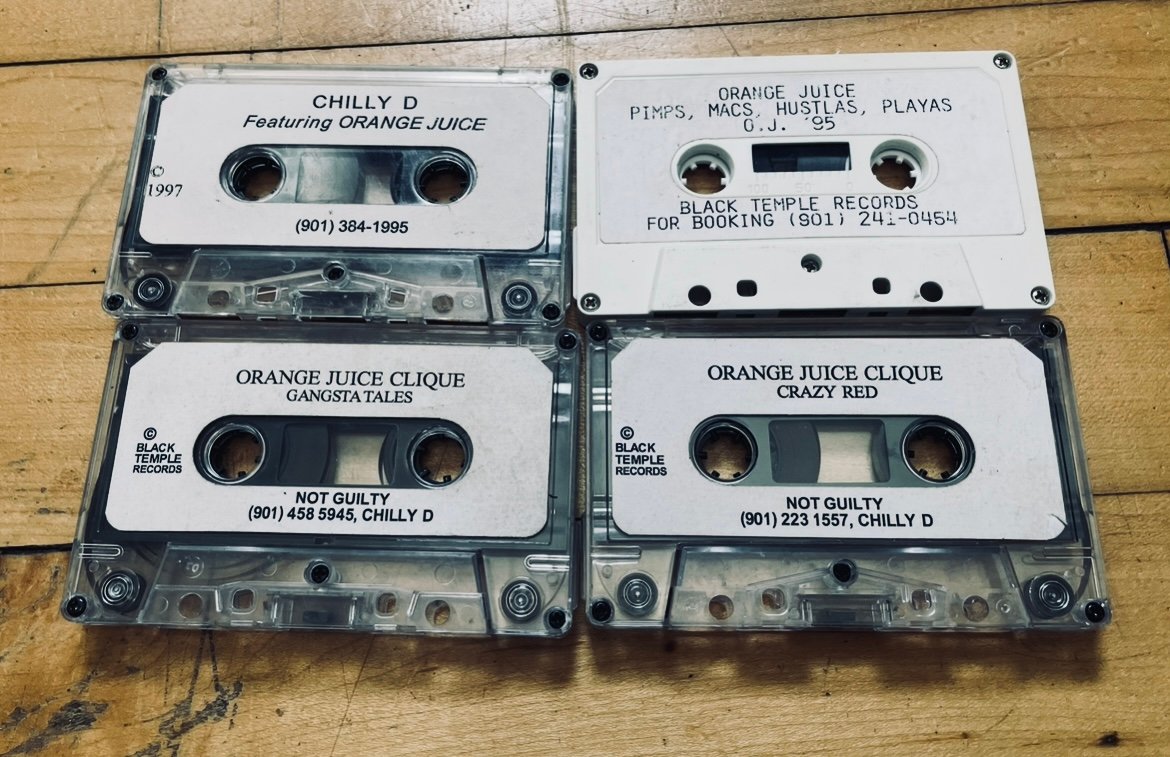 CHILLY D
Featuring ORANGE JUICE
©
1997
(901) 384-1995
ORANGE JUICE
PIMPS, MACS, HUSTLAS, PLAYAS
O.J. '95
100 50 0
BLACK TEMPLE RECORDS
FOR BOOKING (901) 241-0454
ORANGE JUICE CLIQUE
GANGSTA TALES
©
BLACK
TEMPLE
RECORDS
NOT GUILTY
(901) 458 5945, CHILLY D
ORANGE JUICE CLIQUE
CRAZY RED
©
BLACK
TEMPLE
RECORDS
NOT GUILTY
(901) 223 1557, CHILLY D